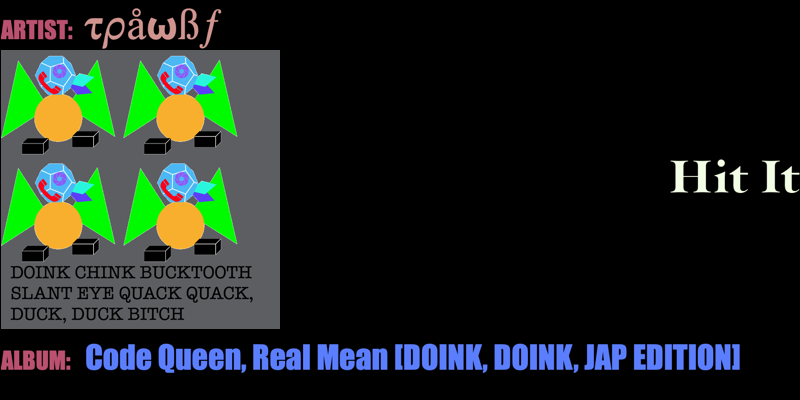 ARTIST: τρåωßƒ
Hit It
DOINK CHINK BUCKTOOTH
SLANT EYE QUACK QUACK,
DUCK, DUCK BITCH
ALBUM: Code Queen, Real Mean [DOINK, DOINK, JAP EDITION]